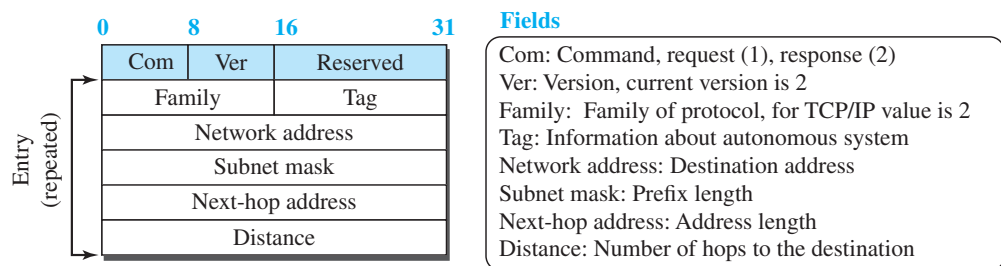 0 8 16 31
Com Ver Reserved
Family Tag
Network address
Subnet mask
Next-hop address
Distance
Entry
(repeated)
Fields
Com: Command, request (1), response (2)
Ver: Version, current version is 2
Family: Family of protocol, for TCP/IP value is 2
Tag: Information about autonomous system
Network address: Destination address
Subnet mask: Prefix length
Next-hop address: Address length
Distance: Number of hops to the destination